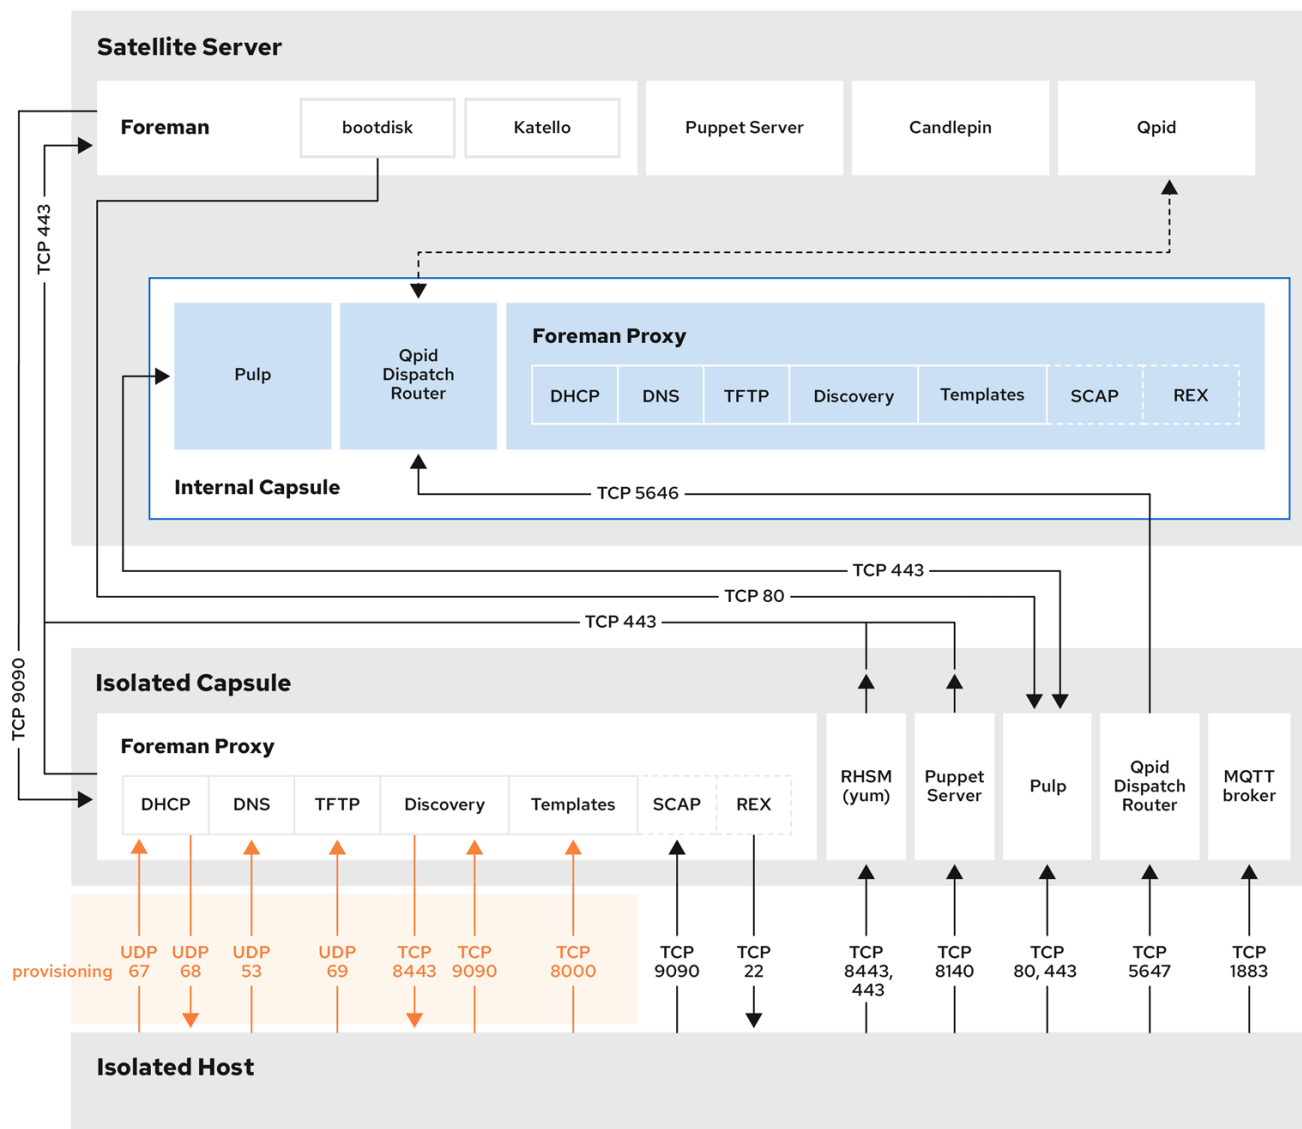 Satellite Server
Foreman
bootdisk
Katello
Puppet Server
Candlepin
Qpid
TCP 443
Pulp
Qpid
Dispatch
Router
Foreman Proxy
DHCP
DNS
TFTP
Discovery
Templates
SCAP
REX
Internal Capsule
TCP 5646
TCP 443
TCP 80
TCP 443
TCP 9090
Isolated Capsule
Foreman Proxy
DHCP
DNS
TFTP
Discovery
Templates
SCAP
REX
RHSM
(yum)
Puppet
Server
Pulp
Qpid
Dispatch
Router
MQTT
broker
provisioning
UDP
67
UDP
68
UDP
53
UDP
69
TCP
8443
TCP
9090
TCP
8000
TCP
9090
TCP
22
TCP
8443,
443
TCP
8140
TCP
80, 443
TCP
5647
TCP
1883
Isolated Host